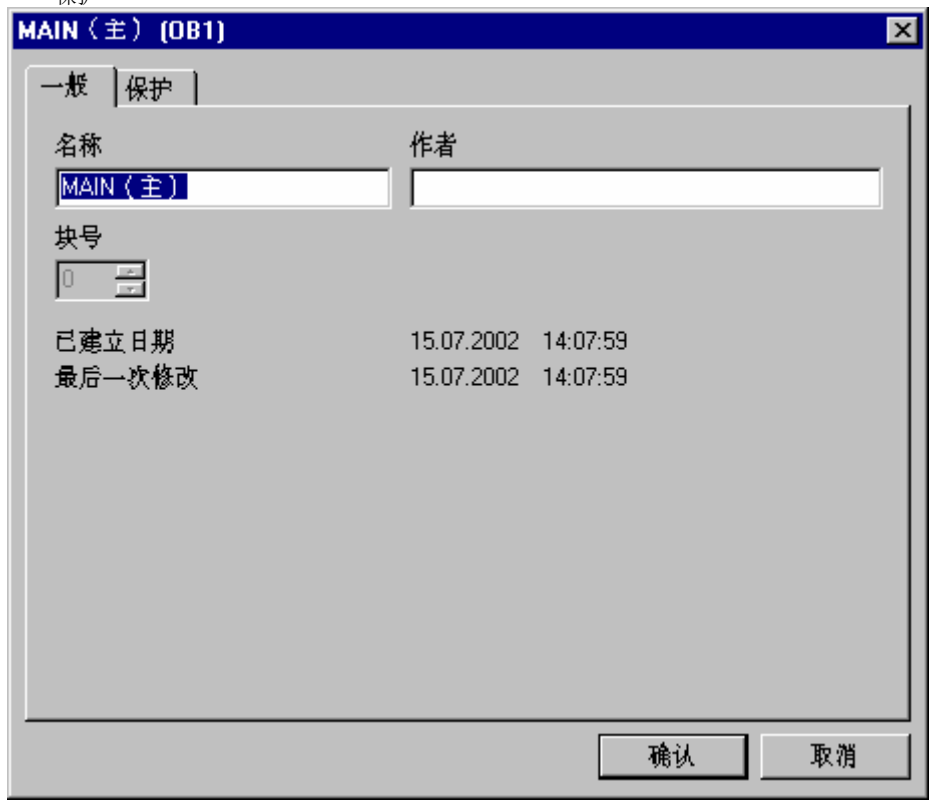 保护
MAIN（主）(OB1)
一般 保护
名称 作者
MAIN（主）
块号
0
已建立日期 15.07.2002 14:07:59
最后一次修改 15.07.2002 14:07:59
确认 取消